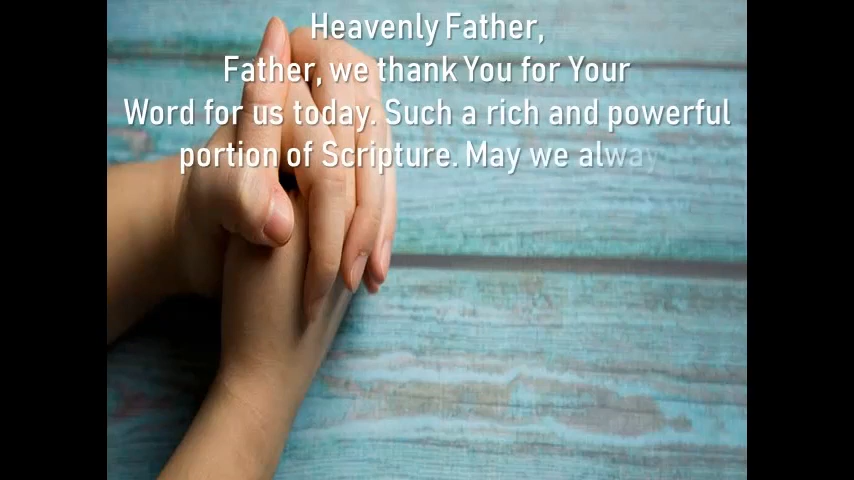 Heavenly Father,
Father, we thank You for Your
Word for us today. Such a rich and powerful
portion of Scripture. May we alway